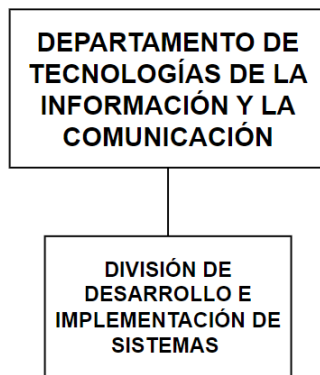 DEPARTAMENTO DE
TECNOLOGÍAS DE LA
INFORMACIÓN Y LA
COMUNICACIÓN
DIVISIÓN DE
DESARROLLO E
IMPLEMENTACIÓN DE
SISTEMAS